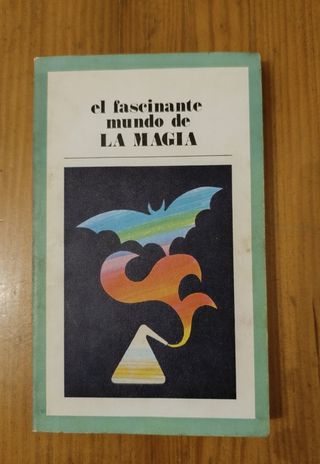 el fascinante
mundo de
LA MAGIA